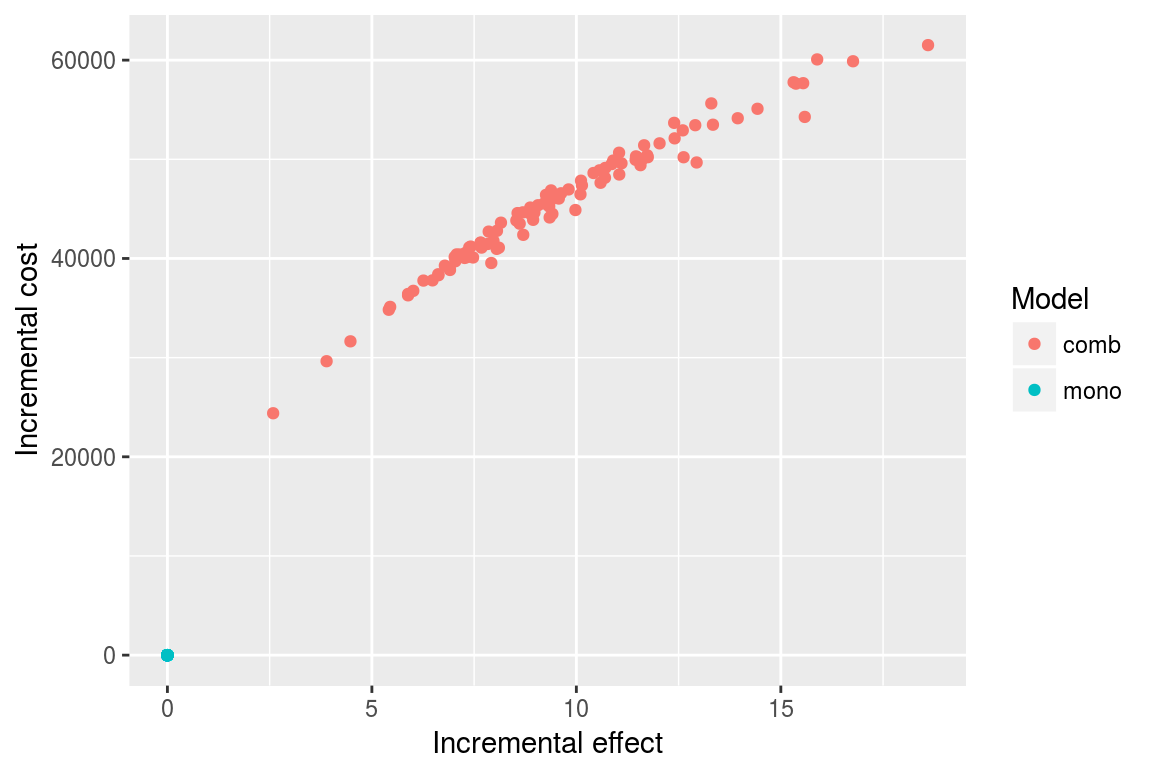 60000
40000
20000
0
Incremental cost
0 5 10 15
Incremental effect
Model
comb
mono